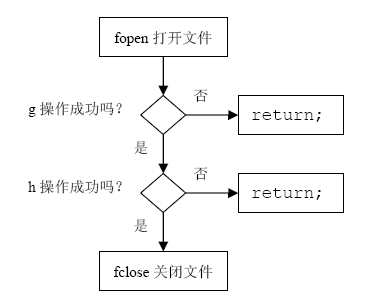 fopen 打开文件
g 操作成功吗?
否
return;
是
h 操作成功吗?
否
return;
是
fclose 关闭文件